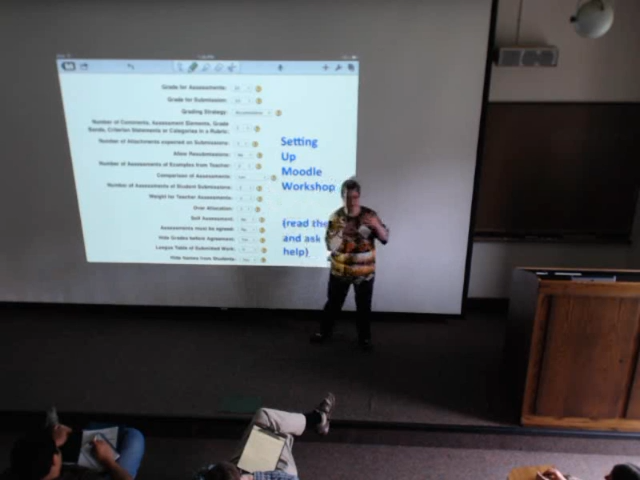 Grade for Assessments:
Grade for Submission:
Grading Strategy:
Number of Comments, Assessment Elements, Grade
Bands, Criterion Statements or Categories in a Rubric:
Number of Attachments expected on Submissions:
Allow Resubmissions:
Number of Assessments of Examples from Teacher:
Comparison of Assessments:
Number of Assessments of Student Submissions:
Weight for Teacher Assessments:
Over Allocation:
Self Assessment:
Assessments must be agreed:
Hide Grades before Agreement:
League Table of Submitted Work:
Hide Names from Students:
Setting
Up
Moodle
Workshop
(read the
and ask
help)